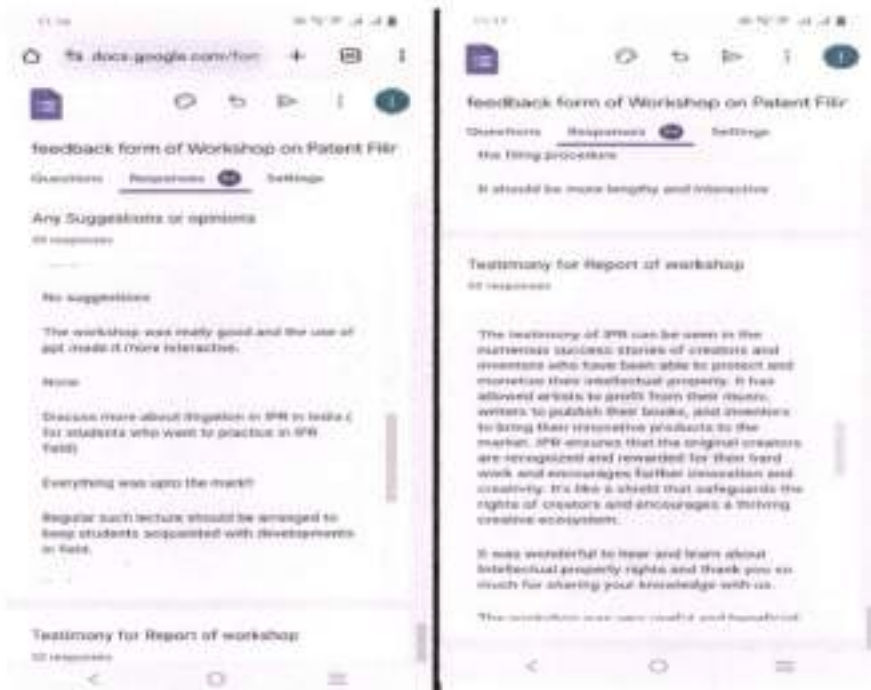 docs.google.com/forr
feedback form of Workshop on Patent Filir
Questions Responses Settings
Any Suggestions or opinions
responses
No suggestions
The workshop was really good and the use of
ppt made it more interactive.
None
Discuss more about litigation in IPR in India (
for students who want to practice in IPR
field)
Everything was upto the mark!!
Regular such lecture should be arranged to
keep students acquainted with developments
in field.
Testimony for Report of workshop
responses
feedback form of Workshop on Patent Filir
Questions Responses Settings
the filing procedure
It should be more lengthy and interactive
Testimony for Report of workshop
responses
The testimony of IPR can be seen in the
numerous success stories of creators and
inventors who have been able to protect and
monetize their intellectual property. It has
allowed artists to profit from their music,
writers to publish their books, and inventors
to bring their innovative products to the
market. IPR ensures that the original creators
are recognized and rewarded for their hard
work and encourages further innovation and
creativity. It's like a shield that safeguards the
rights of creators and encourages a thriving
creative ecosystem.
It was wonderful to hear and learn about
Intellectual property rights and thank you so
much for sharing your knowledge with us.
The workshop was very useful and beneficial